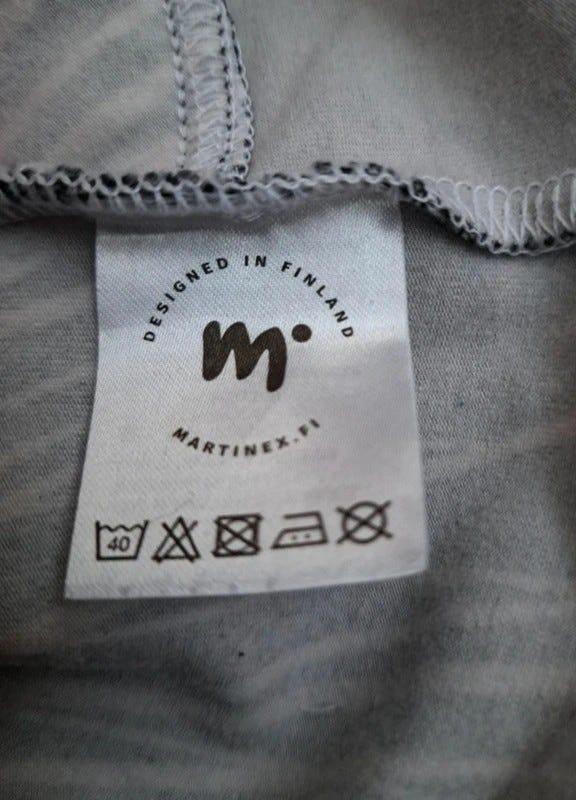 DESIGNED IN FINLAND
m
MARTINEX.FI
40